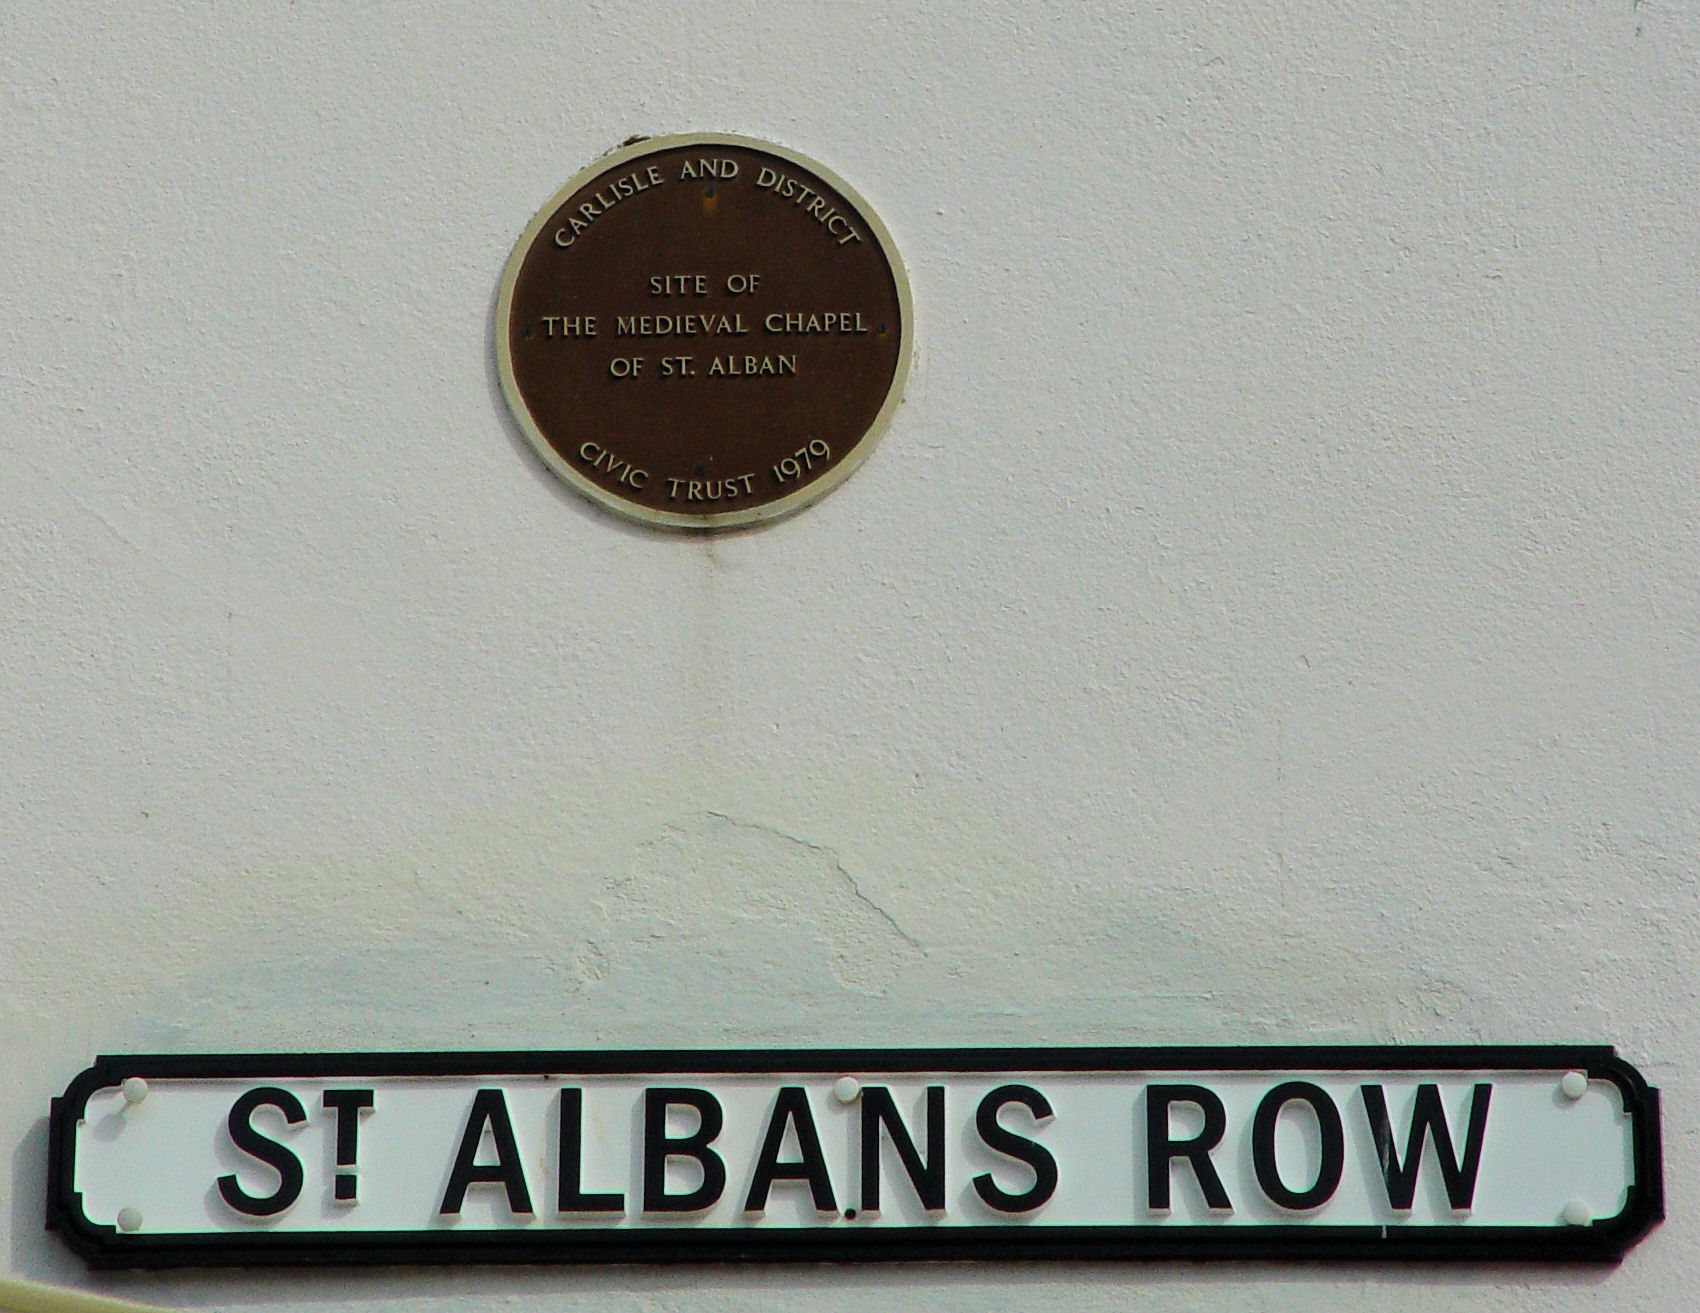 CARLISLE AND DISTRICT
SITE OF
THE MEDIEVAL CHAPEL
OF ST. ALBAN
CIVIC TRUST 1979
ST ALBANS ROW